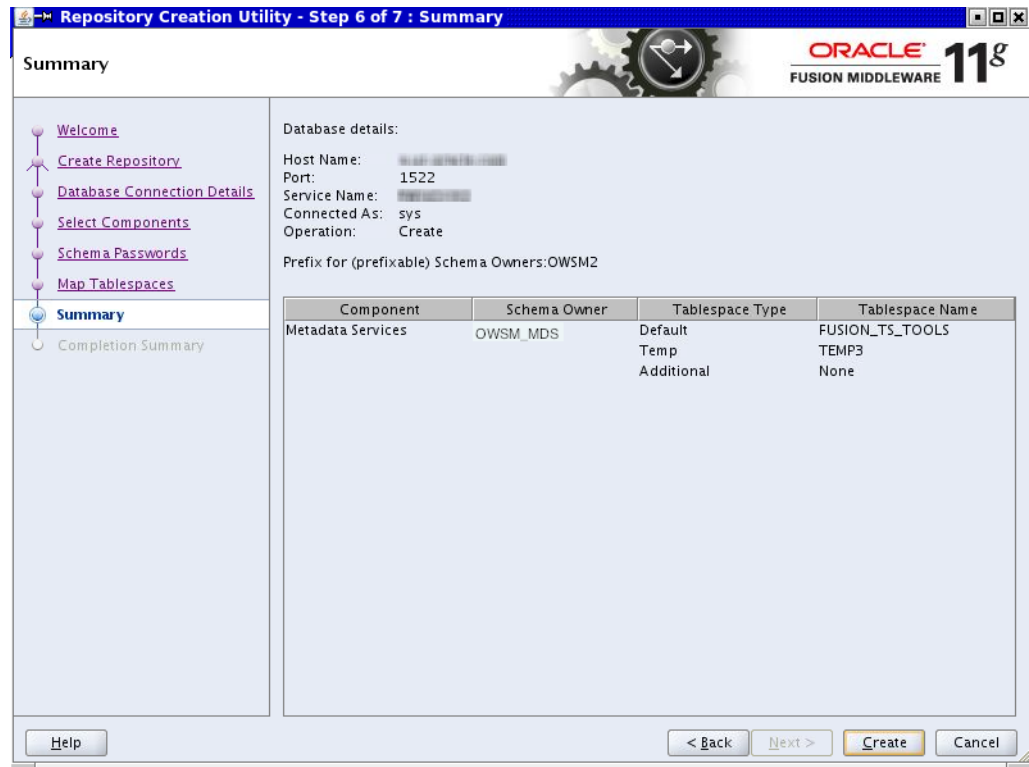 Repository Creation Utility - Step 6 of 7 : Summary
Summary
ORACLE
FUSION MIDDLEWARE 11g
Welcome
Create Repository
Database Connection Details
Select Components
Schema Passwords
Map Tablespaces
Summary
Completion Summary
Database details:
Host Name:
Port: 1522
Service Name:
Connected As: sys
Operation: Create
Prefix for (prefixable) Schema Owners:OWSM2
Component Schema Owner Tablespace Type Tablespace Name
Metadata Services OWSM_MDS Default FUSION_TS_TOOLS
Temp TEMP3
Additional None
Help < Back Next > Create Cancel